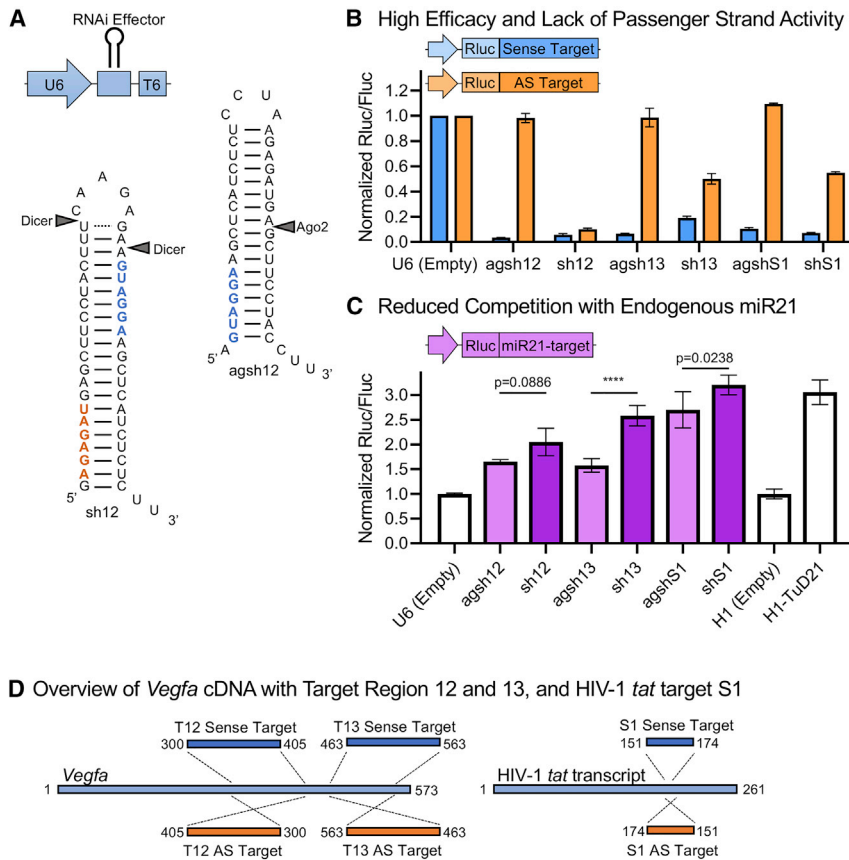 A
RNAi Effector
U6
T6
C U
C A
U A
C G
U A
C G
A U
U G
C A
G G
A C
G U
A U
G C
G C
A U
U A
G C
5' A C U U 3'
agsh12
Ago2
A G
A A
C G
Dicer
U A
U A
U G
C U
U A
A G
C G
C A
U A
U G
C C
G U
A C
G A
U U
A C
G U
A C
G U
A C
G C
5' U U 3'
sh12
Dicer
B High Efficacy and Lack of Passenger Strand Activity
Rluc Sense Target
Rluc AS Target
Normalized Rluc/Fluc
1.2
1.0
0.8
0.6
0.4
0.2
0.0
U6 (Empty) agsh12 sh12 agsh13 sh13 agshS1 shS1
C Reduced Competition with Endogenous miR21
Rluc miR21-target
Normalized Rluc/Fluc
3.0
2.5
2.0
1.5
1.0
0.5
0.0
p=0.0886
****
p=0.0238
U6 (Empty) agsh12 sh12 agsh13 sh13 agshS1 shS1 H1 (Empty) H1-TuD21
D Overview of Vegfa cDNA with Target Region 12 and 13, and HIV-1 tat target S1
T12 Sense Target T13 Sense Target S1 Sense Target
300 405 463 563 151 174
Vegfa HIV-1 tat transcript
1 573 1 261
405 300 563 463 174 151
T12 AS Target T13 AS Target S1 AS Target